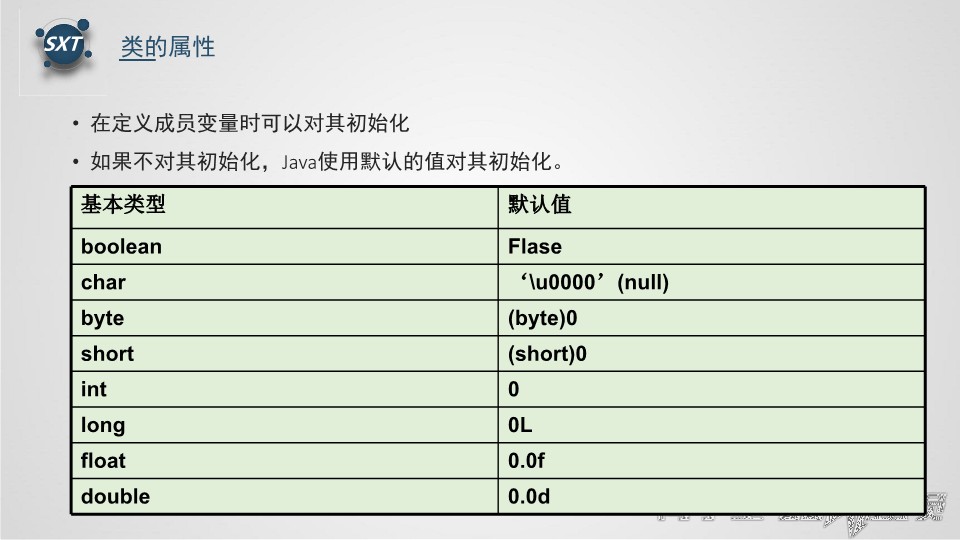 SXT
类的属性
• 在定义成员变量时可以对其初始化
• 如果不对其初始化，Java使用默认的值对其初始化。
基本类型 默认值
boolean Flase
char ‘\u0000’(null)
byte (byte)0
short (short)0
int 0
long 0L
float 0.0f
double 0.0d